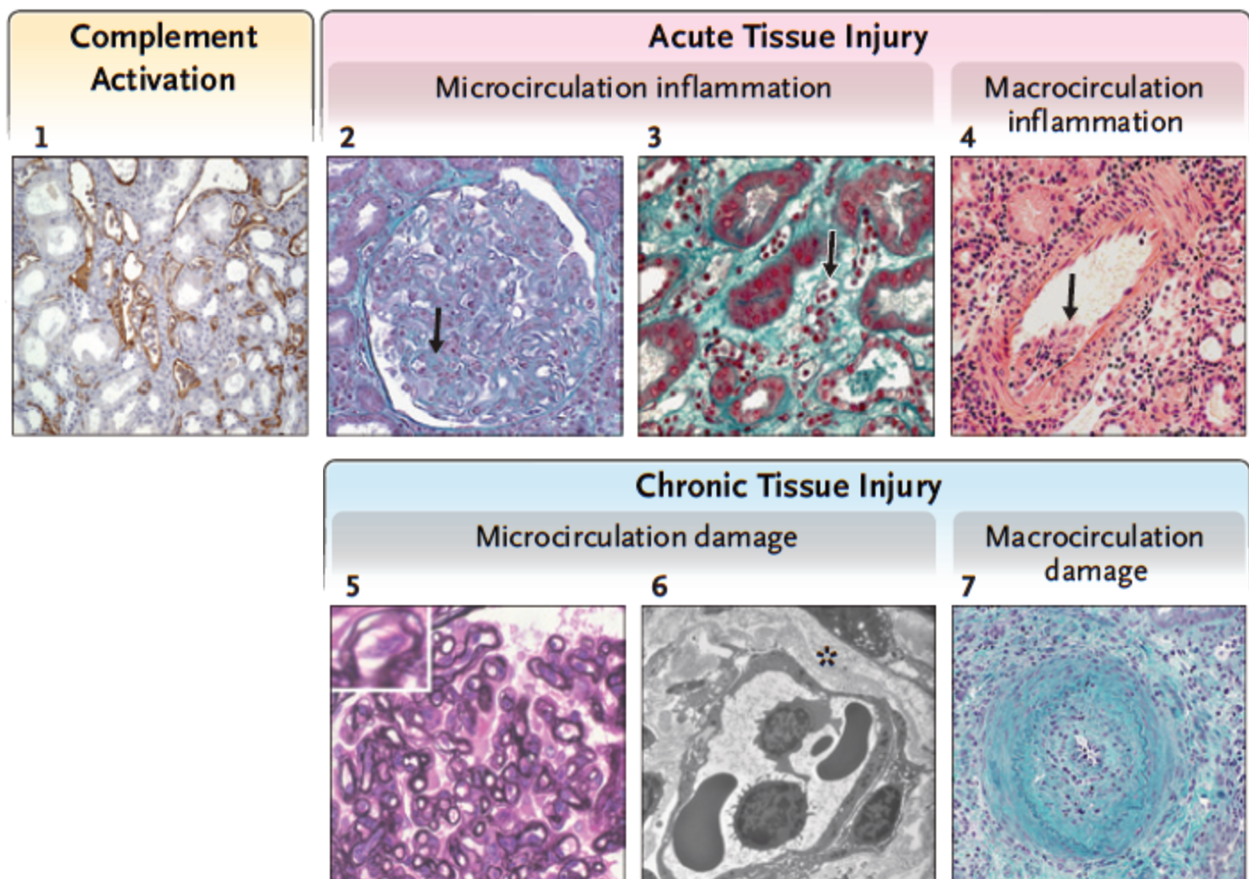 Complement
Activation
Acute Tissue Injury
Microcirculation inflammation
Macrocirculation
inflammation
1
2
3
4
Chronic Tissue Injury
Microcirculation damage
Macrocirculation
damage
5
6
7
*